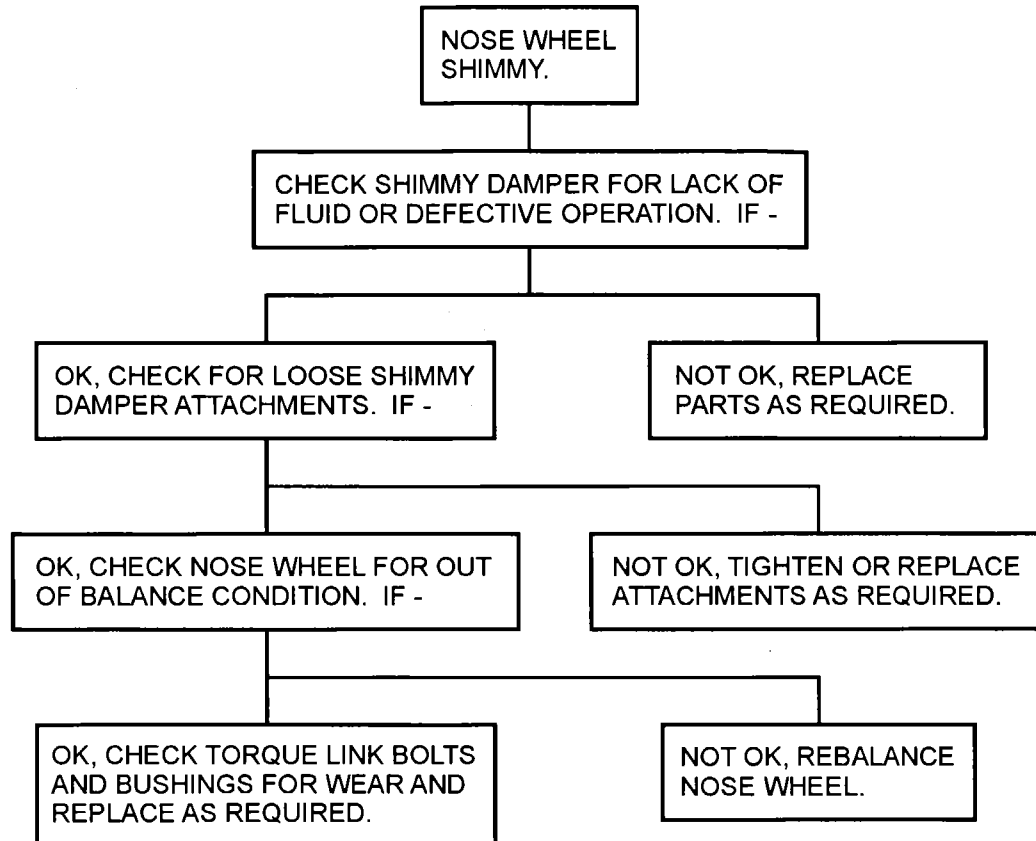 NOSE WHEEL
SHIMMY.
CHECK SHIMMY DAMPER FOR LACK OF
FLUID OR DEFECTIVE OPERATION. IF -
OK, CHECK FOR LOOSE SHIMMY
DAMPER ATTACHMENTS. IF -
NOT OK, REPLACE
PARTS AS REQUIRED.
OK, CHECK NOSE WHEEL FOR OUT
OF BALANCE CONDITION. IF -
NOT OK, TIGHTEN OR REPLACE
ATTACHMENTS AS REQUIRED.
OK, CHECK TORQUE LINK BOLTS
AND BUSHINGS FOR WEAR AND
REPLACE AS REQUIRED.
NOT OK, REBALANCE
NOSE WHEEL.